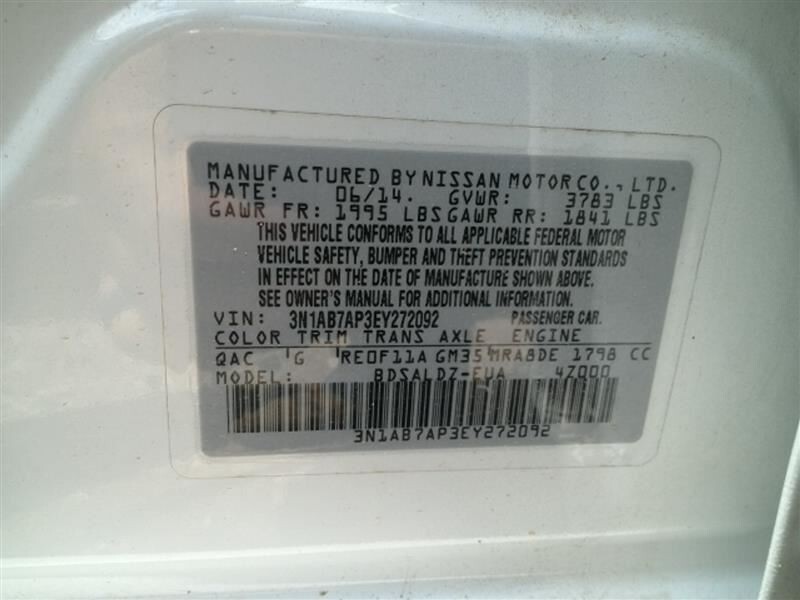 MANUFACTURED BY NISSAN MOTOR CO., LTD.
DATE: 06/14. GVWR: 3783 LBS
GAWR FR: 1995 LBS GAWR RR: 1841 LBS
THIS VEHICLE CONFORMS TO ALL APPLICABLE FEDERAL MOTOR
VEHICLE SAFETY, BUMPER AND THEFT PREVENTION STANDARDS
IN EFFECT ON THE DATE OF MANUFACTURE SHOWN ABOVE.
SEE OWNER'S MANUAL FOR ADDITIONAL INFORMATION.
VIN: 3N1AB7AP3EY272092 PASSENGER CAR.
COLOR TRIM TRANS AXLE ENGINE
QAC G RE0F11A GM35 MRA8DE 1798 CC
MODEL: BDSALDZ-EUA 4Z000
3N1AB7AP3EY272092